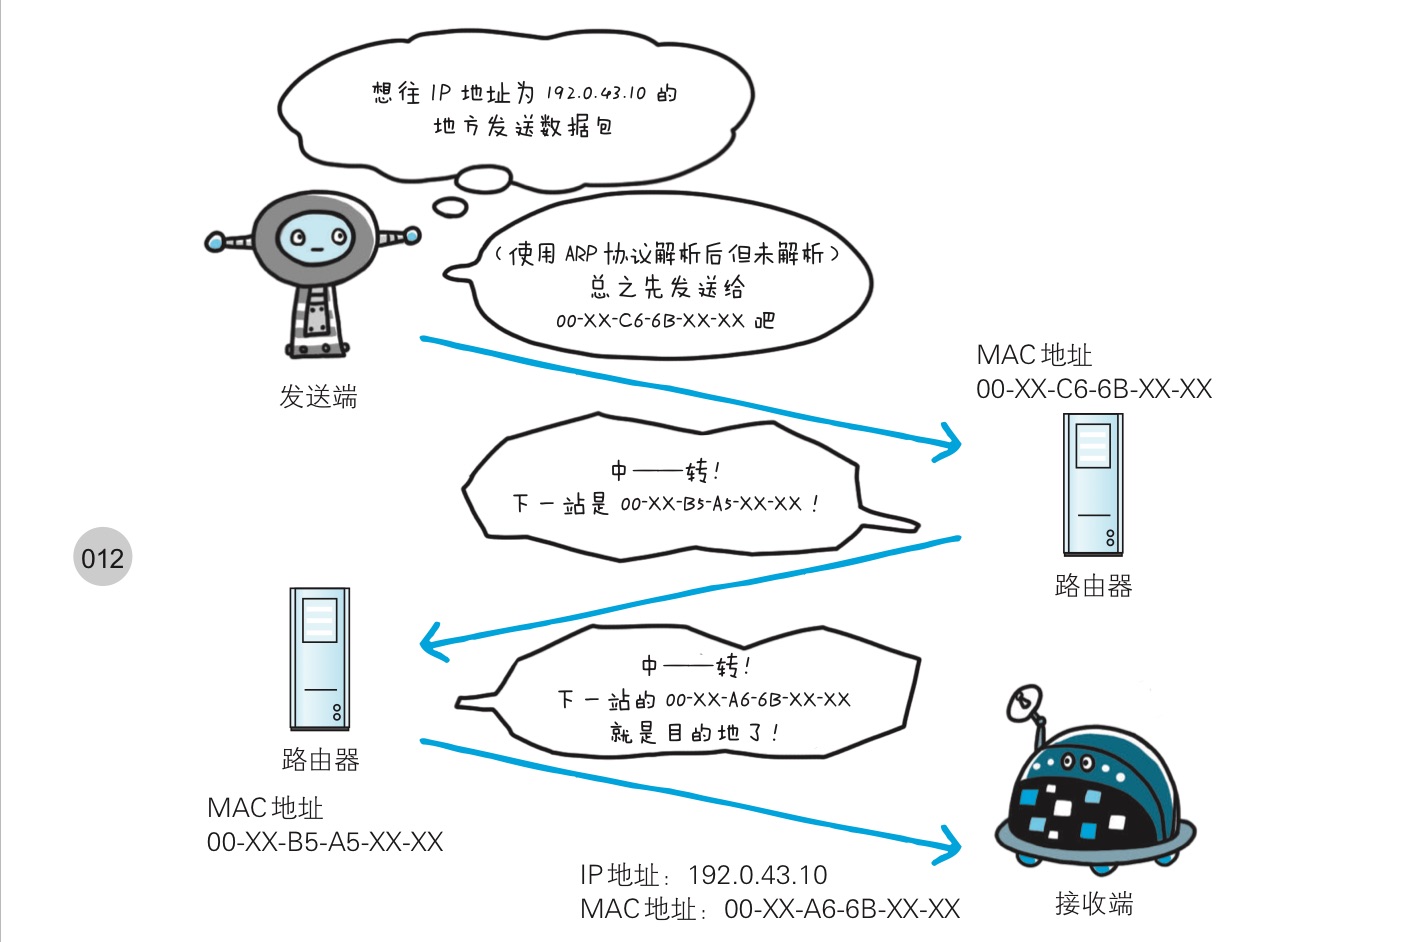 想往 IP 地址为 192.0.43.10 的
地方发送数据包
(使用 ARP 协议解析后但未解析)
总之先发送给
00-XX-C6-6B-XX-XX 吧
发送端
MAC 地址
00-XX-C6-6B-XX-XX
中——转!
下一站是 00-XX-B5-A5-XX-XX !
012
路由器
中——转!
下一站的 00-XX-A6-6B-XX-XX
就是目的地了!
路由器
MAC 地址
00-XX-B5-A5-XX-XX
IP 地址：192.0.43.10
MAC 地址：00-XX-A6-6B-XX-XX
接收端